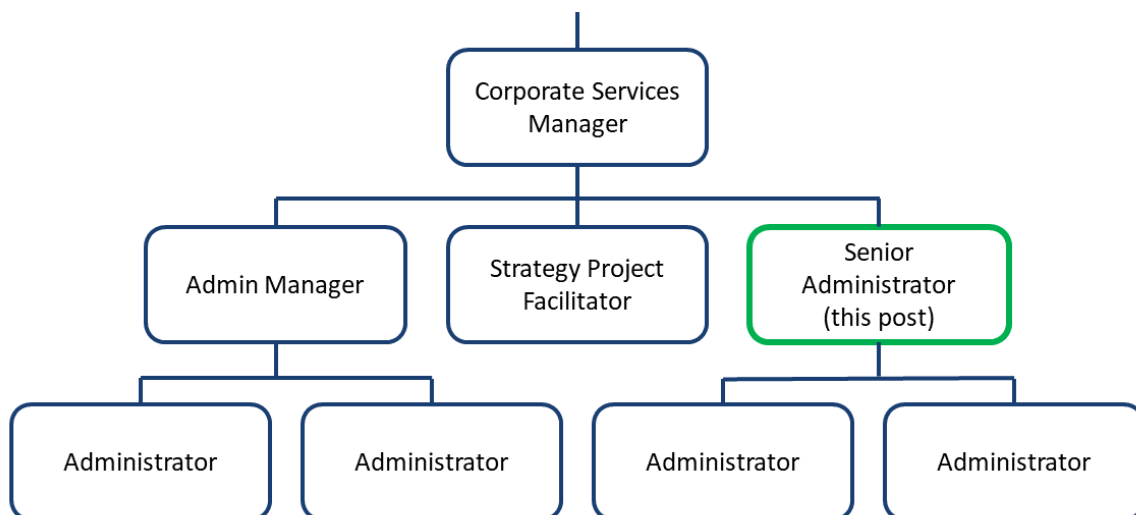 Corporate Services
Manager
Admin Manager
Strategy Project
Facilitator
Senior
Administrator
(this post)
Administrator
Administrator
Administrator
Administrator